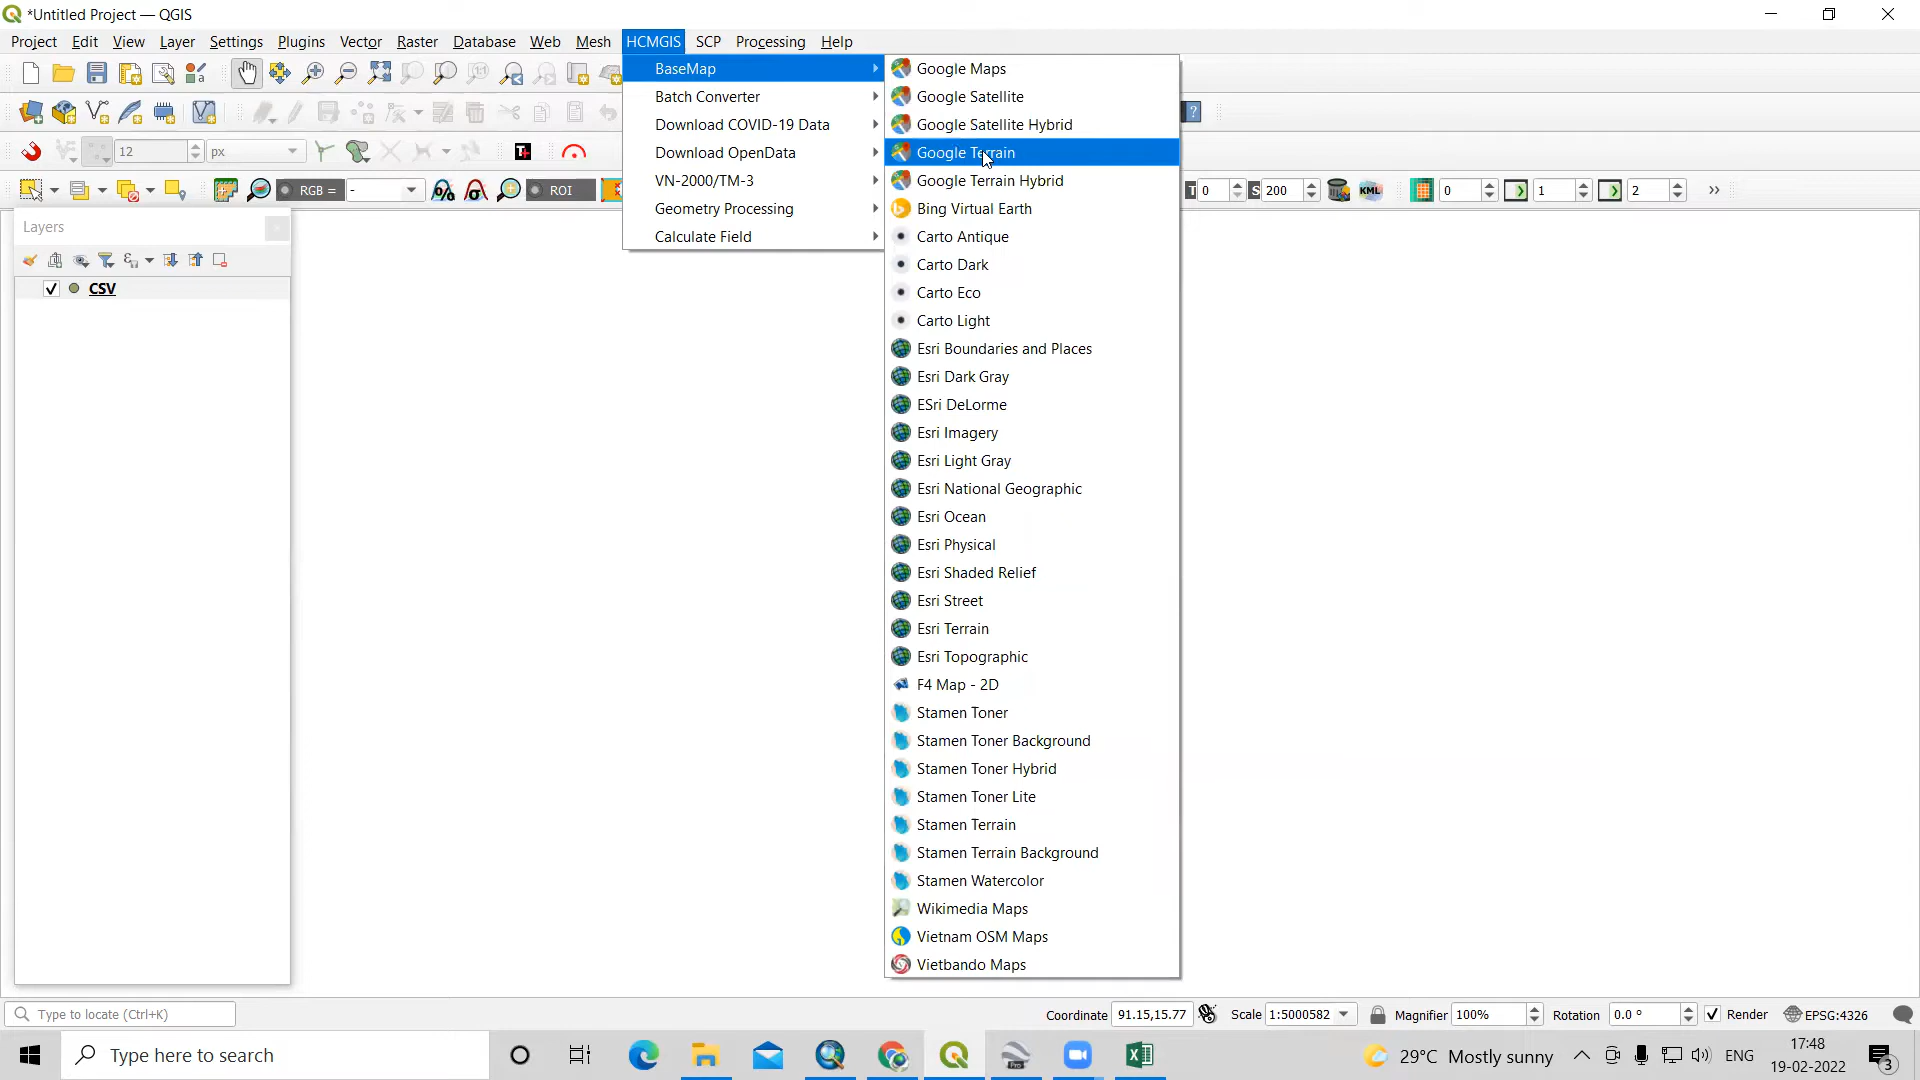 *Untitled Project — QGIS
Project Edit View Layer Settings Plugins Vector Raster Database Web Mesh HCMGIS SCP Processing Help
BaseMap
Batch Converter
Download COVID-19 Data
Download OpenData
VN-2000/TM-3
Geometry Processing
Calculate Field
Google Maps
Google Satellite
Google Satellite Hybrid
Google Terrain
Google Terrain Hybrid
Bing Virtual Earth
Carto Antique
Carto Dark
Carto Eco
Carto Light
Esri Boundaries and Places
Esri Dark Gray
ESri DeLorme
Esri Imagery
Esri Light Gray
Esri National Geographic
Esri Ocean
Esri Physical
Esri Shaded Relief
Esri Street
Esri Terrain
Esri Topographic
F4 Map - 2D
Stamen Toner
Stamen Toner Background
Stamen Toner Hybrid
Stamen Toner Lite
Stamen Terrain
Stamen Terrain Background
Stamen Watercolor
Wikimedia Maps
Vietnam OSM Maps
Vietbando Maps
12 px
RGB = - ROI
T 0 S 200 KML 0 1 2 »
Layers
CSV
Type to locate (Ctrl+K) Coordinate 91.15,15.77 Scale 1:5000582 Magnifier 100% Rotation 0.0 ° Render EPSG:4326
Type here to search 29°C Mostly sunny ENG 17:48
19-02-2022 3